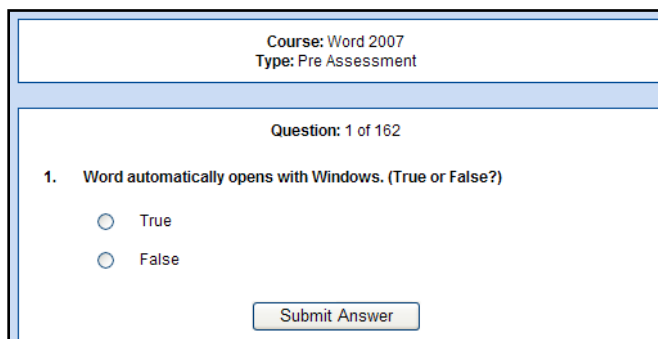 Course: Word 2007
Type: Pre Assessment
Question: 1 of 162
1. Word automatically opens with Windows. (True or False?)
True
False
Submit Answer